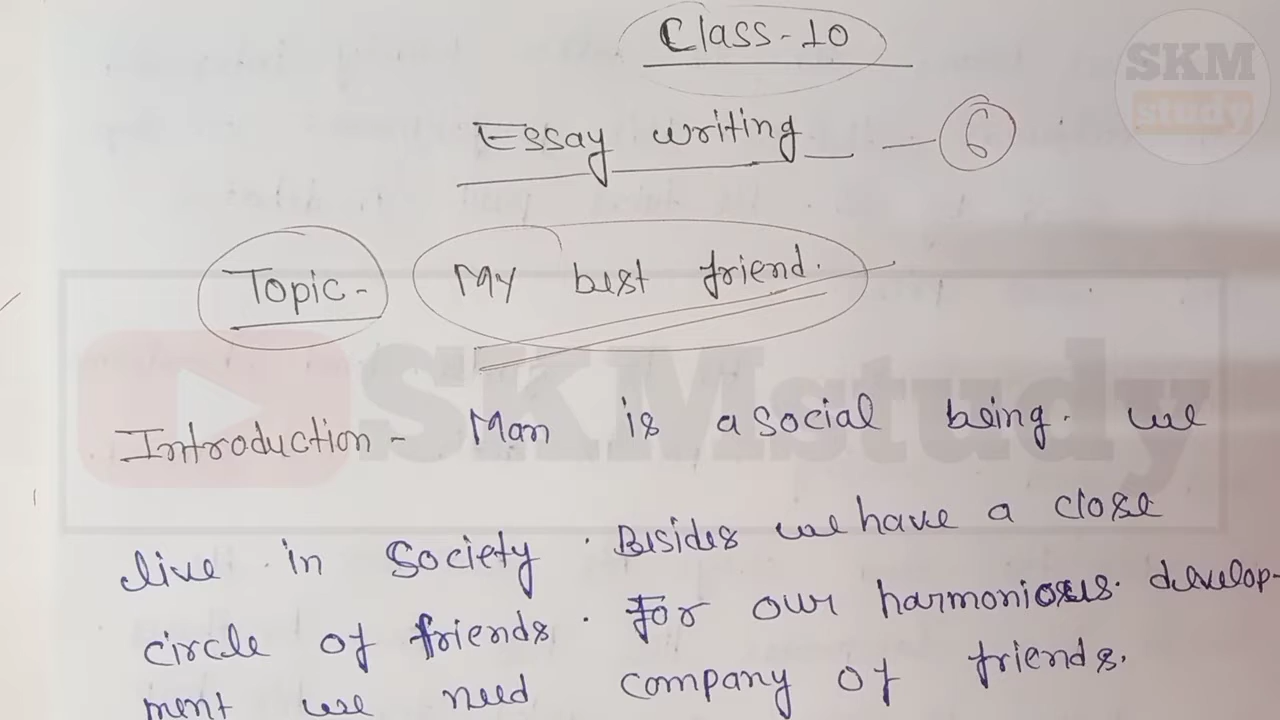 Class-10
SKM
study
Essay writing - 6
Topic- My best friend.
SKMstudy
Introduction- Man is a social being. we
live in society. Besides we have a close
circle of friends. For our harmonious develop-
ment we need company of friends.